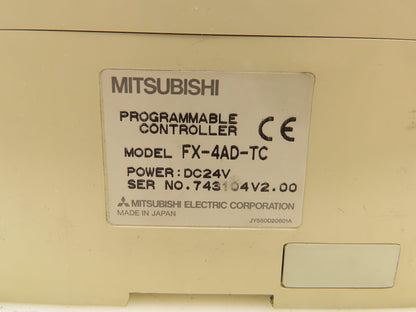 MITSUBISHI
PROGRAMMABLE
CONTROLLER CE
MODEL FX-4AD-TC
POWER:DC24V
SER NO.743104V2.00
MITSUBISHI ELECTRIC CORPORATION
MADE IN JAPAN JY550D20601A